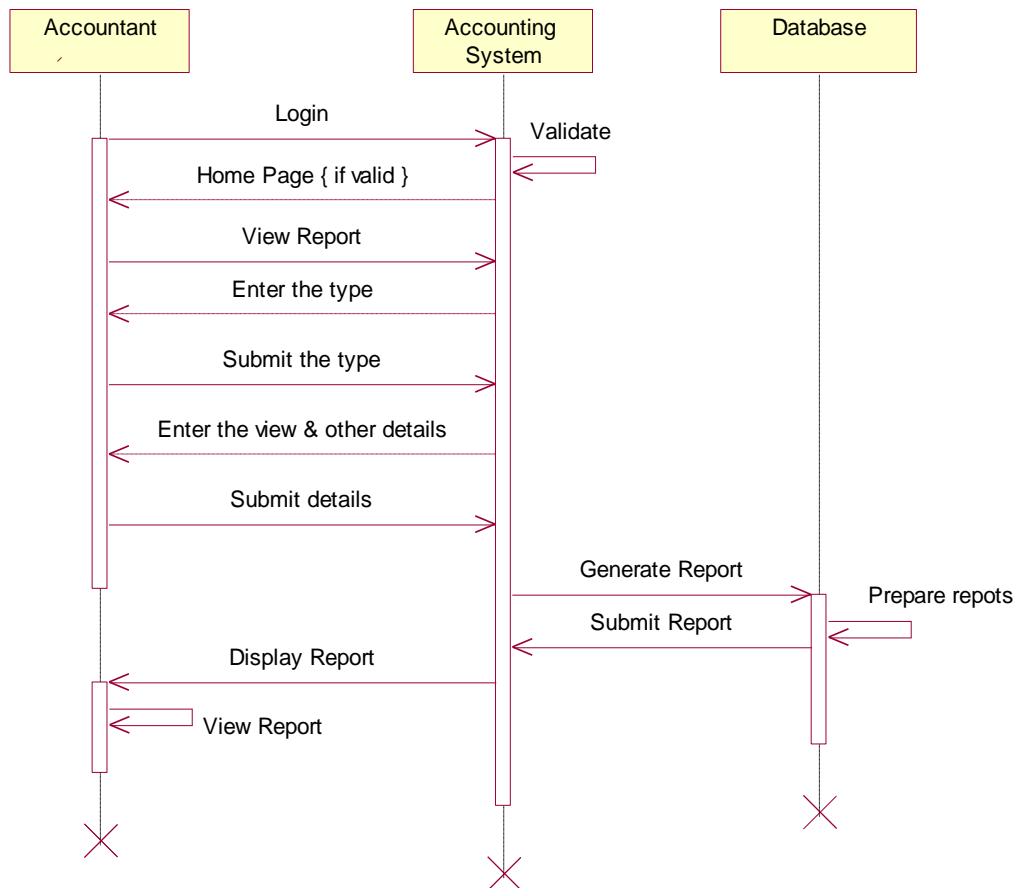 Accountant
Accounting
System
Database
Login
Validate
Home Page { if valid }
View Report
Enter the type
Submit the type
Enter the view & other details
Submit details
Generate Report
Prepare repots
Submit Report
Display Report
View Report